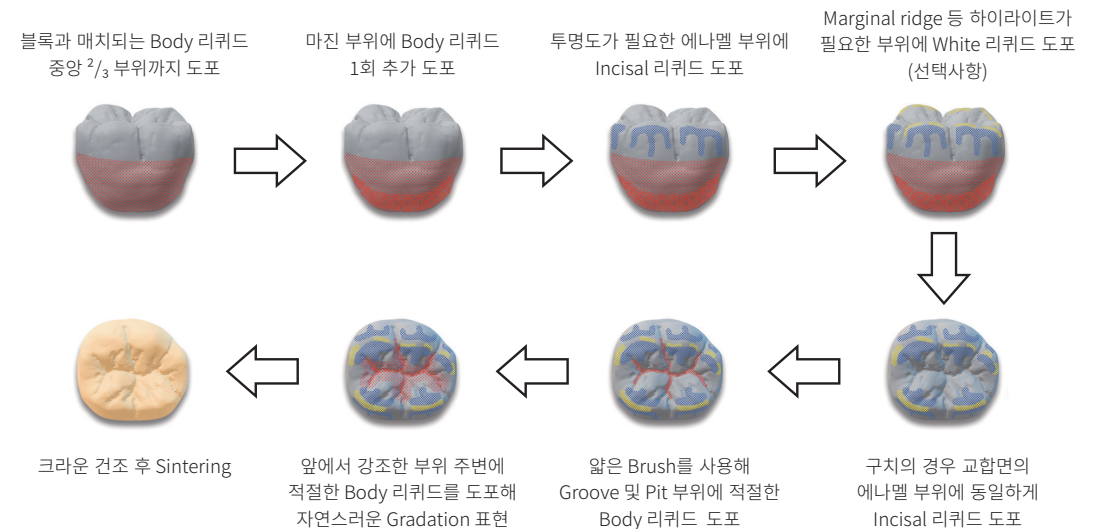 블록과 매치되는 Body 리퀴드
중앙 ²/₃ 부위까지 도포
마진 부위에 Body 리퀴드
1회 추가 도포
투명도가 필요한 에나멜 부위에
Incisal 리퀴드 도포
Marginal ridge 등 하이라이트가
필요한 부위에 White 리퀴드 도포
(선택사항)
구치의 경우 교합면의
에나멜 부위에 동일하게
Incisal 리퀴드 도포
얇은 Brush를 사용해
Groove 및 Pit 부위에 적절한
Body 리퀴드 도포
앞에서 강조한 부위 주변에
적절한 Body 리퀴드를 도포해
자연스러운 Gradation 표현
크라운 건조 후 Sintering